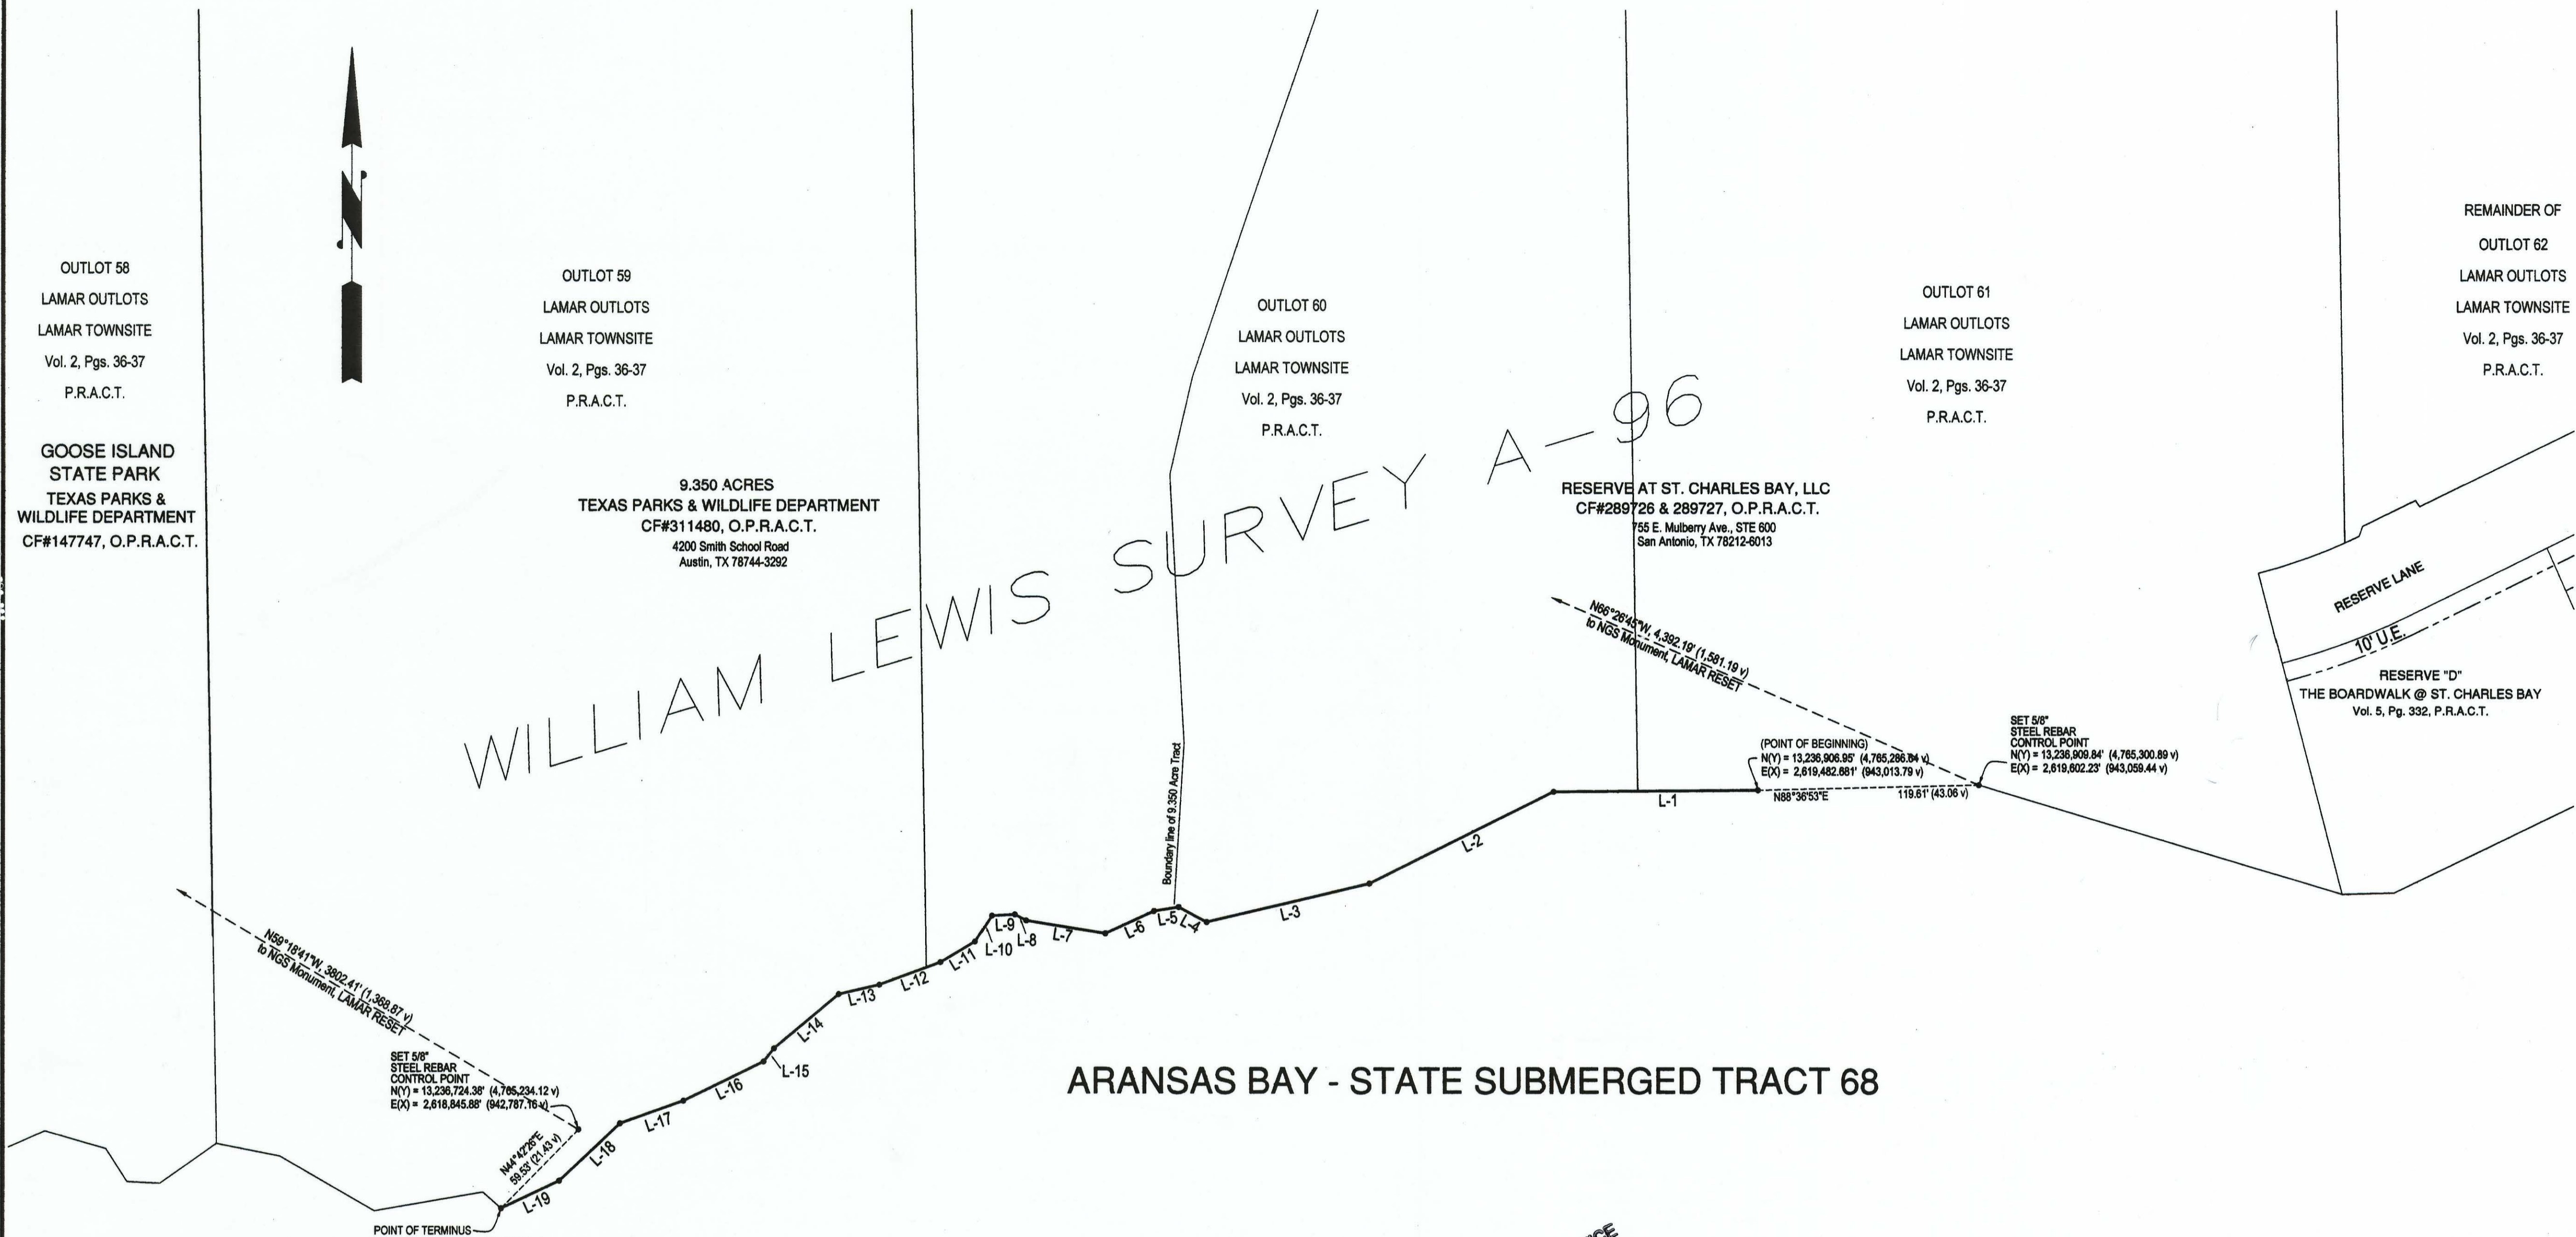 N
OUTLOT 58
LAMAR OUTLOTS
LAMAR TOWNSITE
Vol. 2, Pgs. 36-37
P.R.A.C.T.
GOOSE ISLAND
STATE PARK
TEXAS PARKS &
WILDLIFE DEPARTMENT
CF#147747, O.P.R.A.C.T.
OUTLOT 59
LAMAR OUTLOTS
LAMAR TOWNSITE
Vol. 2, Pgs. 36-37
P.R.A.C.T.
9.350 ACRES
TEXAS PARKS & WILDLIFE DEPARTMENT
CF#311480, O.P.R.A.C.T.
4200 Smith School Road
Austin, TX 78744-3292
OUTLOT 60
LAMAR OUTLOTS
LAMAR TOWNSITE
Vol. 2, Pgs. 36-37
P.R.A.C.T.
OUTLOT 61
LAMAR OUTLOTS
LAMAR TOWNSITE
Vol. 2, Pgs. 36-37
P.R.A.C.T.
RESERVE AT ST. CHARLES BAY, LLC
CF#289726 & 289727, O.P.R.A.C.T.
755 E. Mulberry Ave., STE 600
San Antonio, TX 78212-6013
REMAINDER OF
OUTLOT 62
LAMAR OUTLOTS
LAMAR TOWNSITE
Vol. 2, Pgs. 36-37
P.R.A.C.T.
WILLIAM LEWIS SURVEY A-96
RESERVE LANE
10' U.E.
RESERVE "D"
THE BOARDWALK @ ST. CHARLES BAY
Vol. 5, Pg. 332, P.R.A.C.T.
N66°26'45"W, 4,392.19' (1,581.19 v)
to NGS Monument, LAMAR RESET
SET 5/8"
STEEL REBAR
CONTROL POINT
N(Y) = 13,236,909.84' (4,765,300.89 v)
E(X) = 2,619,602.23' (943,059.44 v)
(POINT OF BEGINNING)
N(Y) = 13,236,906.95' (4,765,286.84 v)
E(X) = 2,619,482.681' (943,013.79 v)
N88°36'53"E 119.61' (43.06 v)
Boundary line of 9.350 Acre Tract
L-1
L-2
L-3
L-4
L-5
L-6
L-7
L-8
L-9
L-10
L-11
L-12
L-13
L-14
L-15
L-16
L-17
L-18
L-19
N59°18'41"W, 3802.41' (1,368.87 v)
to NGS Monument, LAMAR RESET
SET 5/8"
STEEL REBAR
CONTROL POINT
N(Y) = 13,236,724.38' (4,765,234.12 v)
E(X) = 2,618,845.88' (942,787.16 v)
N44°42'26"E
59.53' (21.43 v)
POINT OF TERMINUS
ARANSAS BAY - STATE SUBMERGED TRACT 68